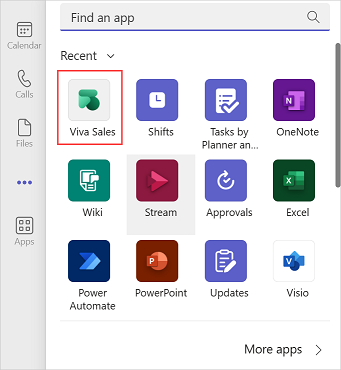 Find an app
Calendar
Recent
Calls
Viva Sales
Shifts
Tasks by
Planner an...
OneNote
Files
Wiki
Stream
Approvals
Excel
Apps
Power
Automate
PowerPoint
Updates
Visio
More apps